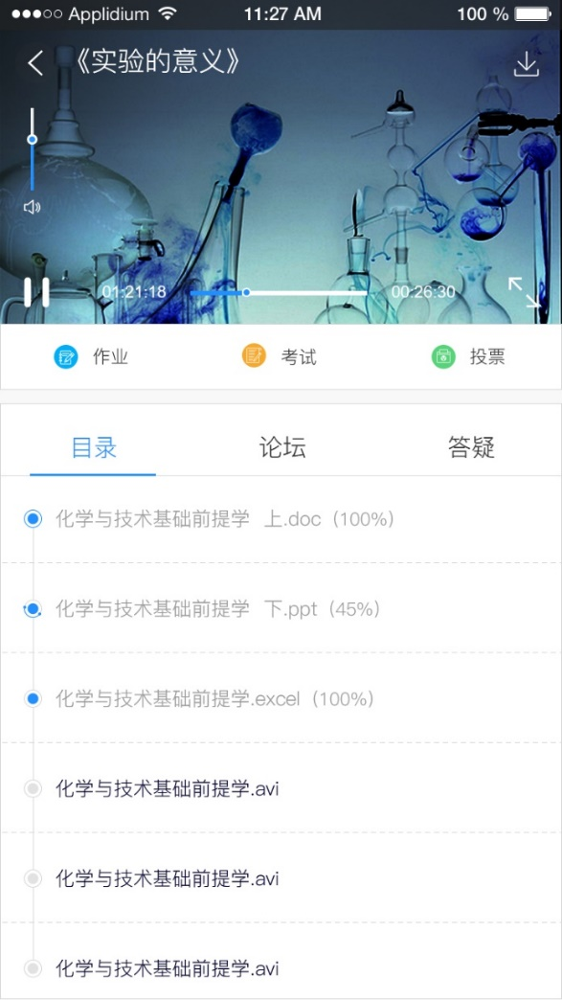 Applidium 11:27 AM 100 %
《实验的意义》
01:21:18 00:26:30
作业 考试 投票
目录 论坛 答疑
化学与技术基础前提学 上.doc（100%）
化学与技术基础前提学 下.ppt（45%）
化学与技术基础前提学.excel（100%）
化学与技术基础前提学.avi
化学与技术基础前提学.avi
化学与技术基础前提学.avi